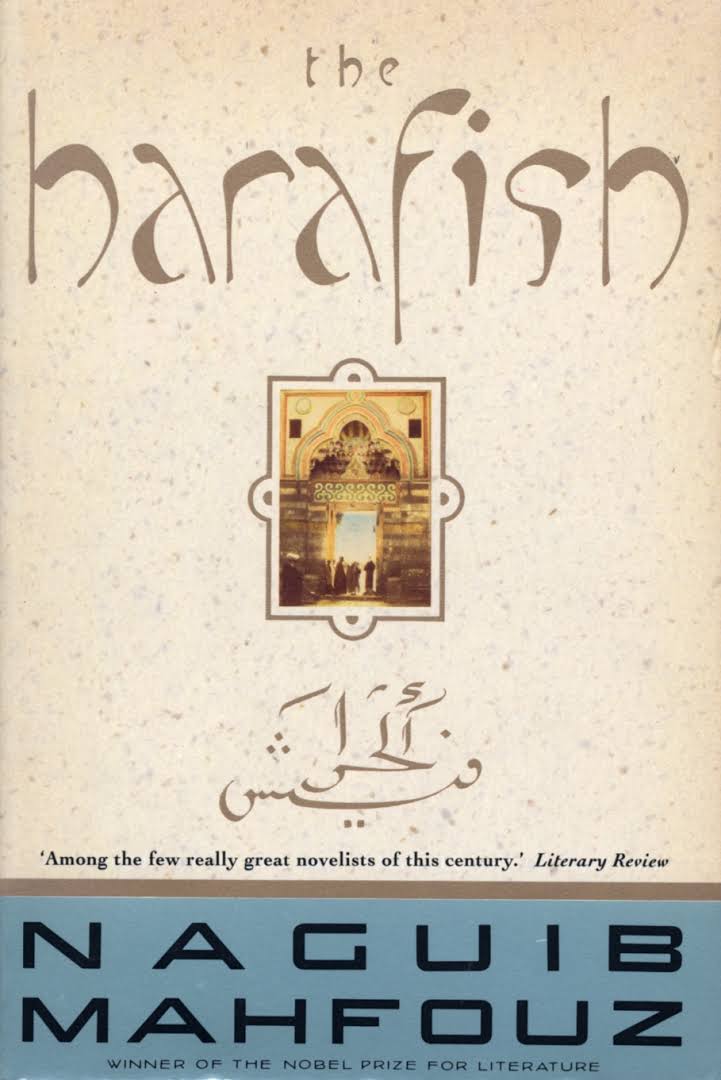 the
harafish
ألحرافيش
'Among the few really great novelists of this century.' Literary Review
NAGUIB
MAHFOUZ
WINNER OF THE NOBEL PRIZE FOR LITERATURE